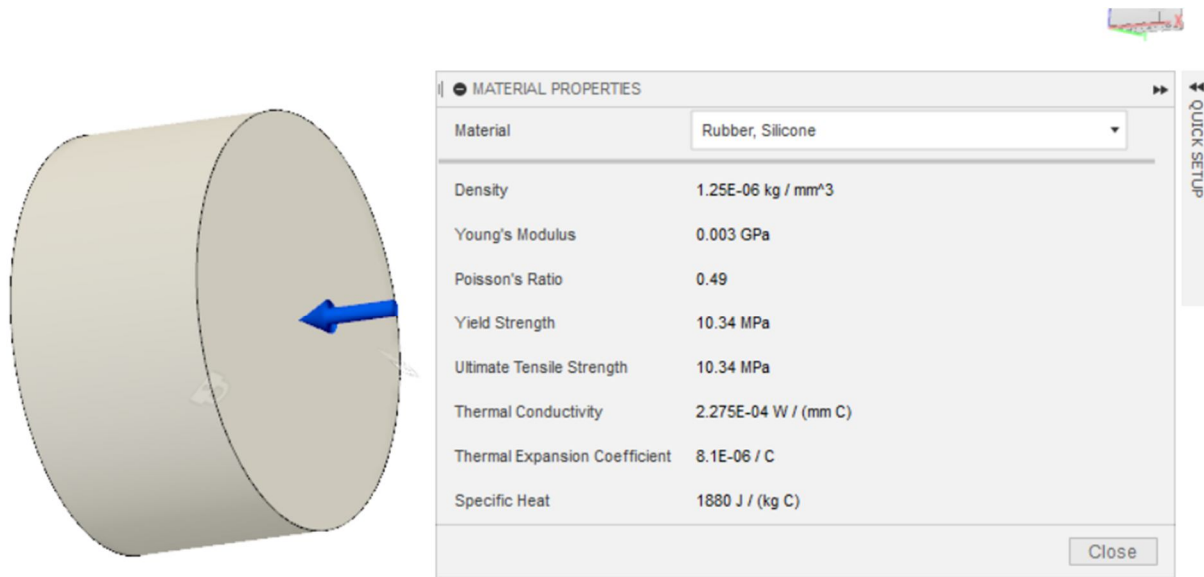 X
MATERIAL PROPERTIES
QUICK SETUP
Material Rubber, Silicone
Density 1.25E-06 kg / mm^3
Young's Modulus 0.003 GPa
Poisson's Ratio 0.49
Yield Strength 10.34 MPa
Ultimate Tensile Strength 10.34 MPa
Thermal Conductivity 2.275E-04 W / (mm C)
Thermal Expansion Coefficient 8.1E-06 / C
Specific Heat 1880 J / (kg C)
Close